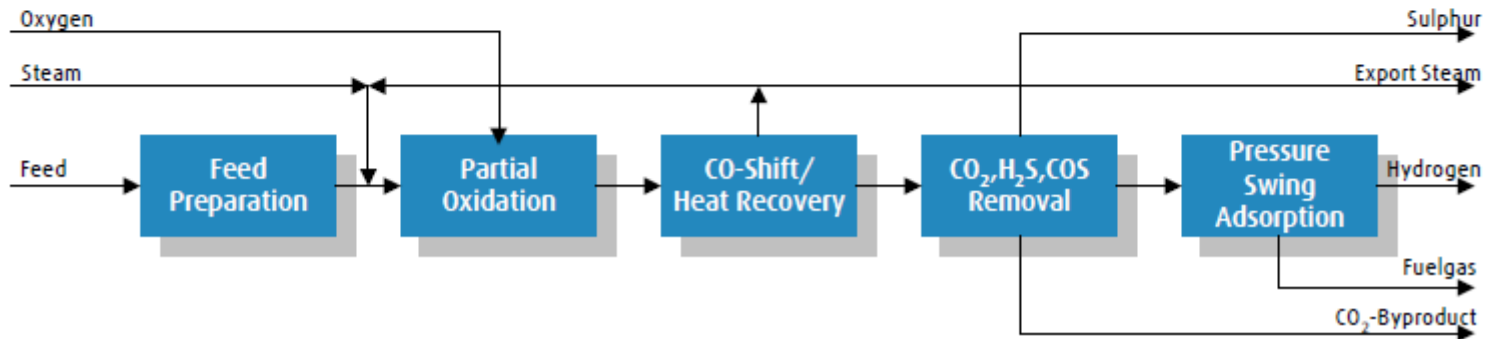 Oxygen
Sulphur
Steam
Export Steam
Feed
Feed
Preparation
Partial
Oxidation
CO-Shift/
Heat Recovery
CO₂,H₂S,COS
Removal
Pressure
Swing
Adsorption
Hydrogen
Fuelgas
CO₂-Byproduct